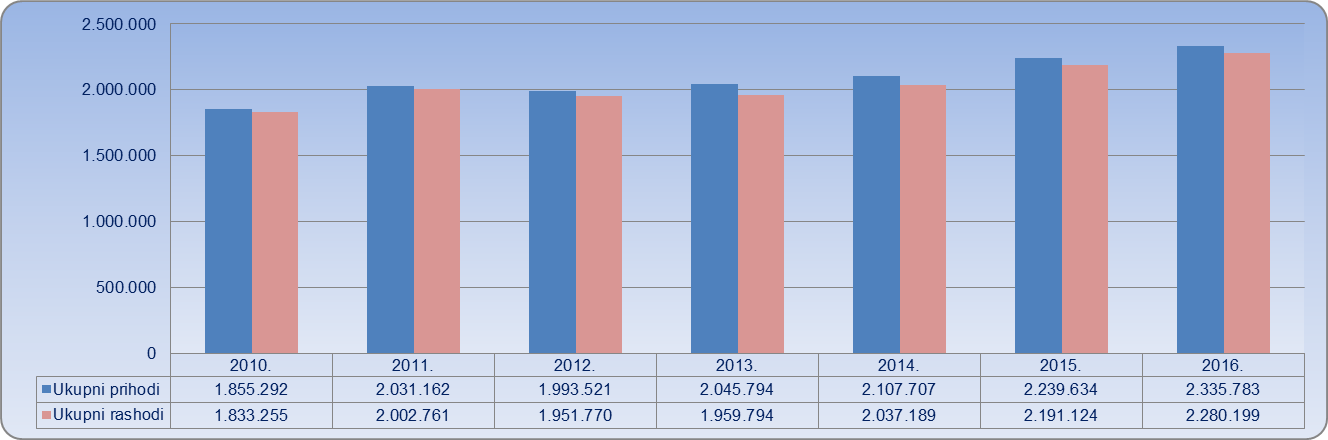 2.500.000
2.000.000
1.500.000
1.000.000
500.000
0
2010. 2011. 2012. 2013. 2014. 2015. 2016.
Ukupni prihodi 1.855.292 2.031.162 1.993.521 2.045.794 2.107.707 2.239.634 2.335.783
Ukupni rashodi 1.833.255 2.002.761 1.951.770 1.959.794 2.037.189 2.191.124 2.280.199